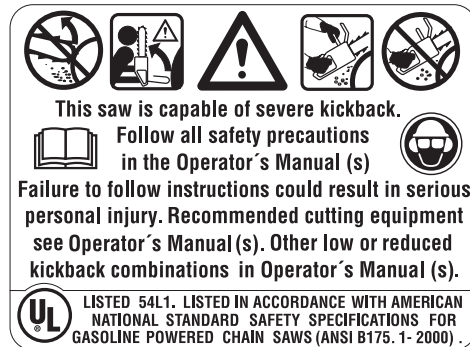 This saw is capable of severe kickback.
Follow all safety precautions
in the Operator´s Manual (s)
Failure to follow instructions could result in serious
personal injury. Recommended cutting equipment
see Operator´s Manual (s). Other low or reduced
kickback combinations in Operator´s Manual (s).
UL
®
LISTED 54L1. LISTED IN ACCORDANCE WITH AMERICAN
NATIONAL STANDARD SAFETY SPECIFICATIONS FOR
GASOLINE POWERED CHAIN SAWS (ANSI B175. 1- 2000) .